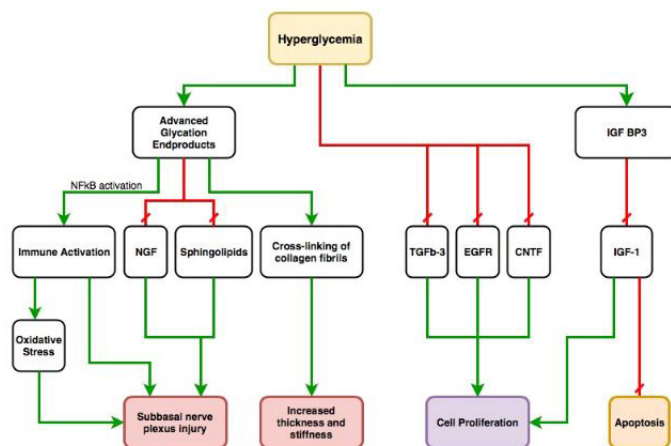 Hyperglycemia
Advanced
Glycation
Endproducts
IGF BP3
NFkB activation
Immune Activation
NGF
Sphingolipids
Cross-linking of
collagen fibrils
TGFb-3
EGFR
CNTF
IGF-1
Oxidative
Stress
Subbasal nerve
plexus injury
Increased
thickness and
stiffness
Cell Proliferation
Apoptosis